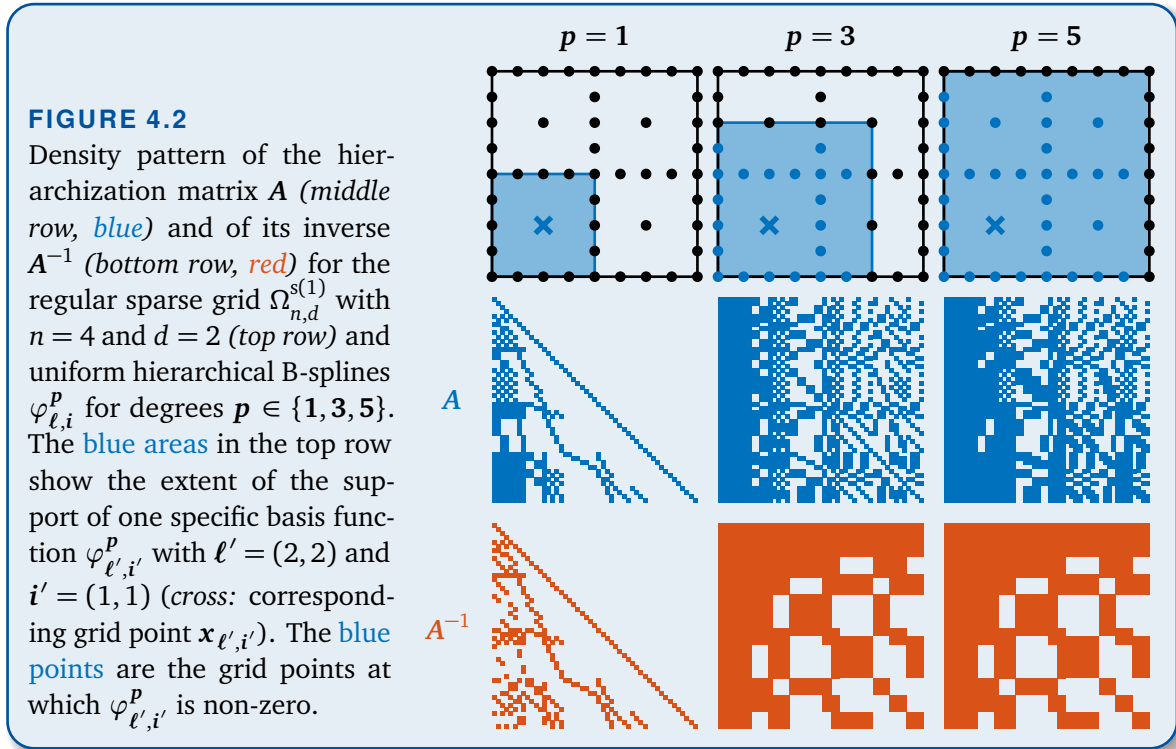 p = 1
p = 3
p = 5
FIGURE 4.2
Density pattern of the hier-
archization matrix A (middle
row, blue) and of its inverse
A⁻¹ (bottom row, red) for the
regular sparse grid Ω^{s(1)}_{n,d} with
n = 4 and d = 2 (top row) and
uniform hierarchical B-splines
φ^p_{ℓ,i} for degrees p ∈ {1, 3, 5}.
The blue areas in the top row
show the extent of the sup-
port of one specific basis func-
tion φ^p_{ℓ′,i′} with ℓ′ = (2, 2) and
i′ = (1, 1) (cross: correspond-
ing grid point x_{ℓ′,i′}). The blue
points are the grid points at
which φ^p_{ℓ′,i′} is non-zero.
A
A⁻¹